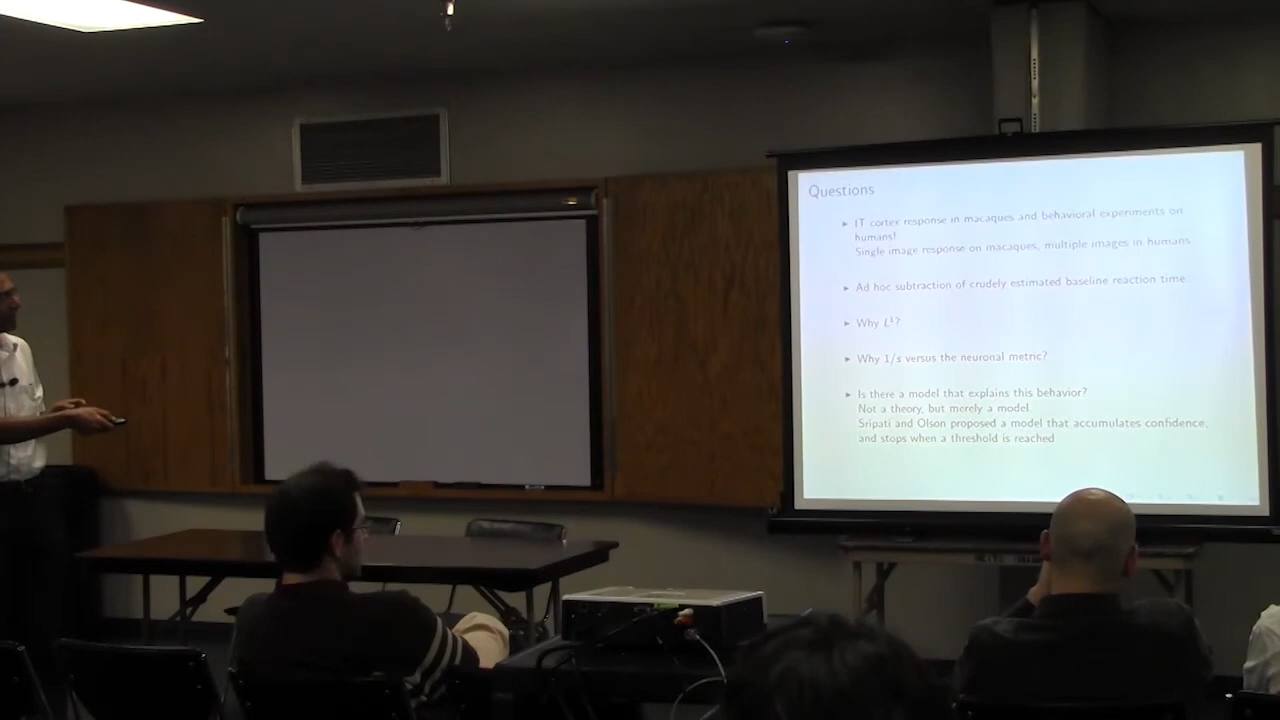 Questions
▸ IT cortex response in macaques and behavioral experiments on
humans!
Single image response on macaques, multiple images in humans
▸ Ad hoc subtraction of crudely estimated baseline reaction time.
▸ Why L¹?
▸ Why 1/s versus the neuronal metric?
▸ Is there a model that explains this behavior?
Not a theory, but merely a model
Sripati and Olson proposed a model that accumulates confidence,
and stops when a threshold is reached